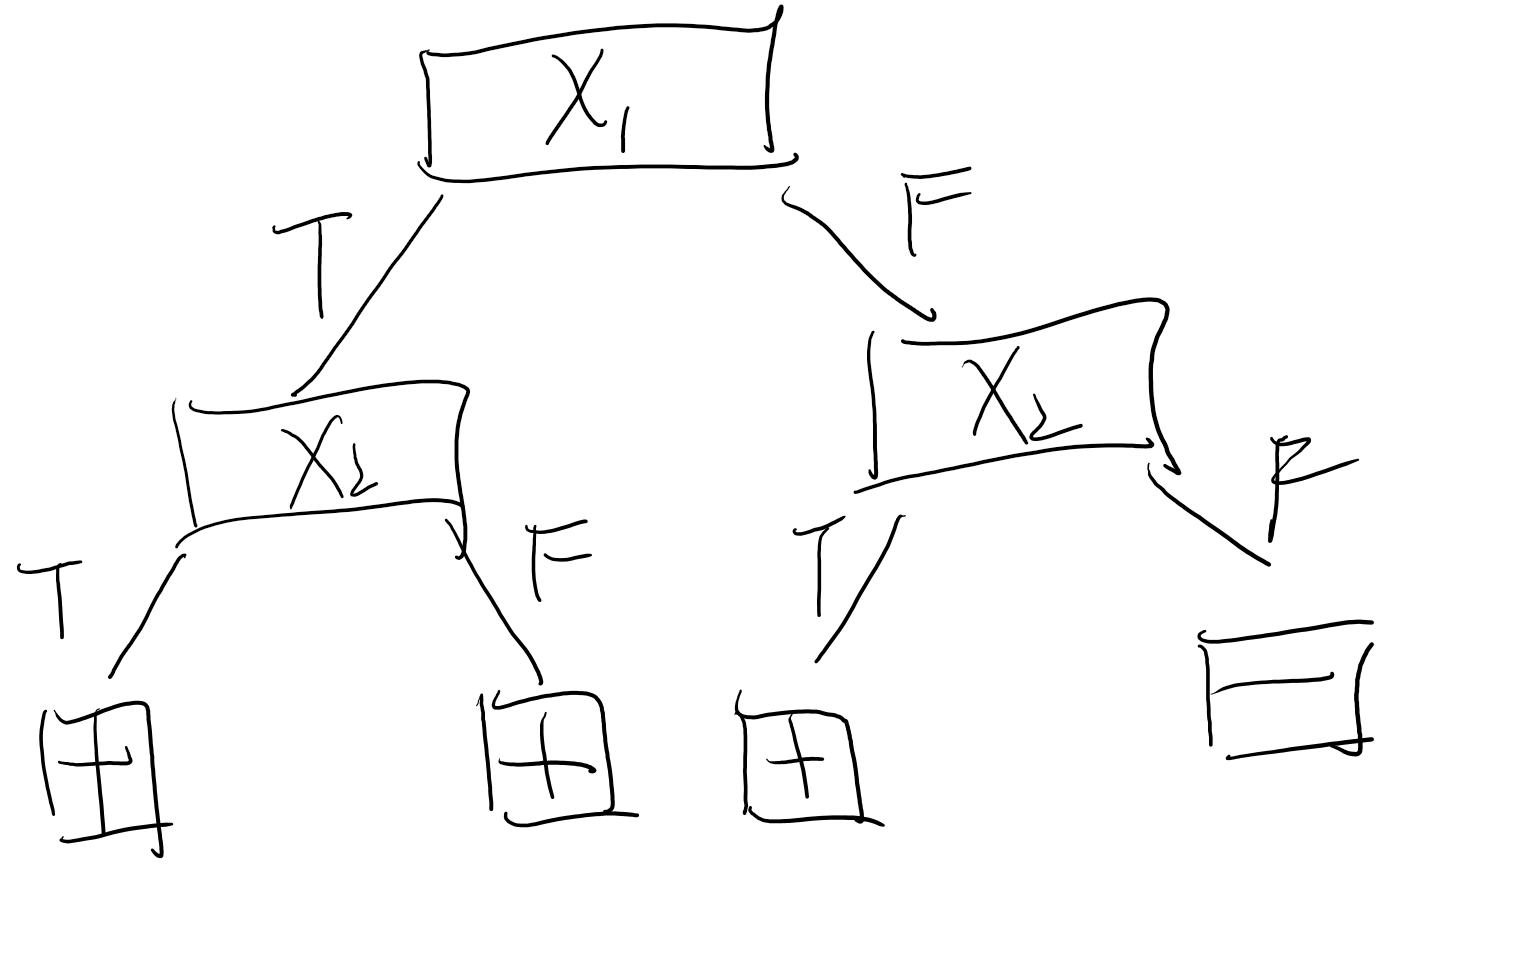 X₁
T F
X₂ X₂
T F T F
+ + + −